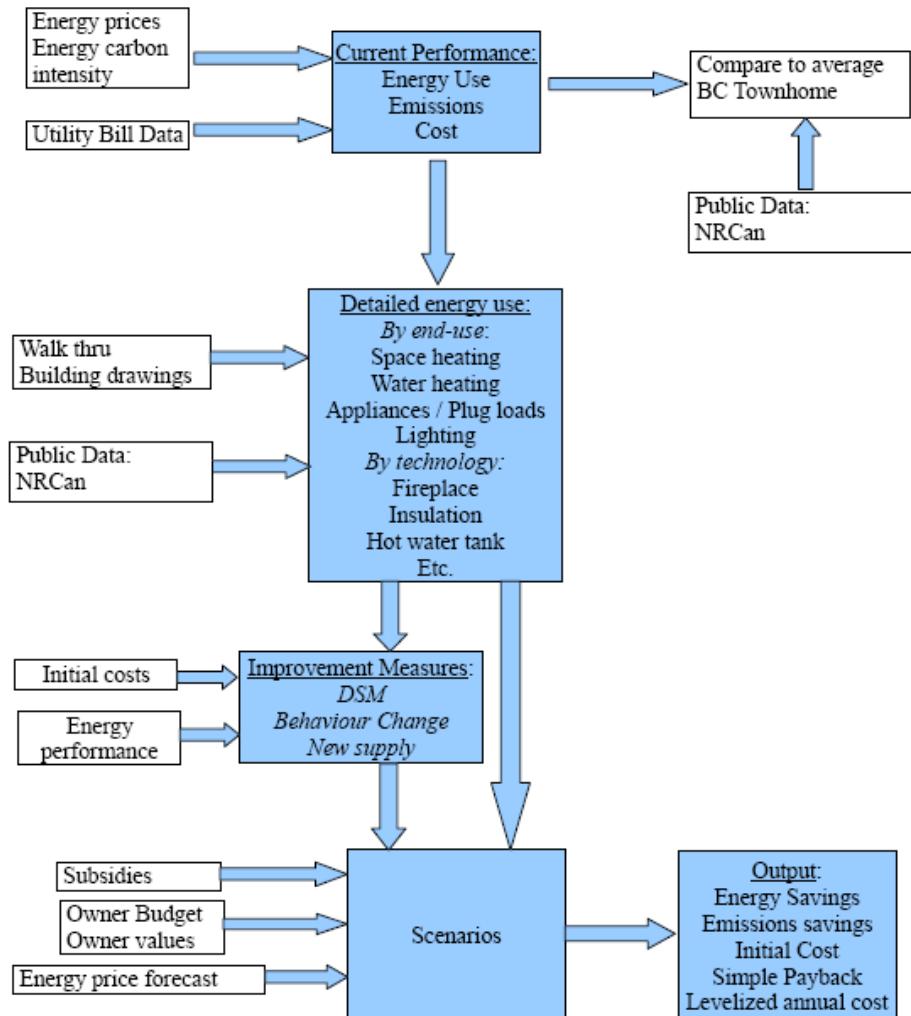 Energy prices
Energy carbon
intensity
Utility Bill Data
Current Performance:
Energy Use
Emissions
Cost
Compare to average
BC Townhome
Public Data:
NRCan
Walk thru
Building drawings
Public Data:
NRCan
Detailed energy use:
By end-use:
Space heating
Water heating
Appliances / Plug loads
Lighting
By technology:
Fireplace
Insulation
Hot water tank
Etc.
Initial costs
Energy
performance
Improvement Measures:
DSM
Behaviour Change
New supply
Subsidies
Owner Budget
Owner values
Energy price forecast
Scenarios
Output:
Energy Savings
Emissions savings
Initial Cost
Simple Payback
Levelized annual cost